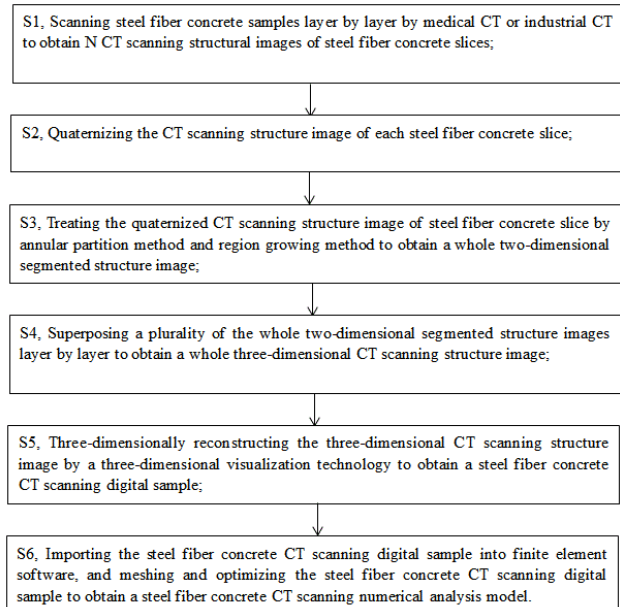 S1, Scanning steel fiber concrete samples layer by layer by medical CT or industrial CT
to obtain N CT scanning structural images of steel fiber concrete slices;
S2, Quaternizing the CT scanning structure image of each steel fiber concrete slice;
S3, Treating the quaternized CT scanning structure image of steel fiber concrete slice by
annular partition method and region growing method to obtain a whole two-dimensional
segmented structure image;
S4, Superposing a plurality of the whole two-dimensional segmented structure images
layer by layer to obtain a whole three-dimensional CT scanning structure image;
S5, Three-dimensionally reconstructing the three-dimensional CT scanning structure
image by a three-dimensional visualization technology to obtain a steel fiber concrete
CT scanning digital sample;
S6, Importing the steel fiber concrete CT scanning digital sample into finite element
software, and meshing and optimizing the steel fiber concrete CT scanning digital
sample to obtain a steel fiber concrete CT scanning numerical analysis model.